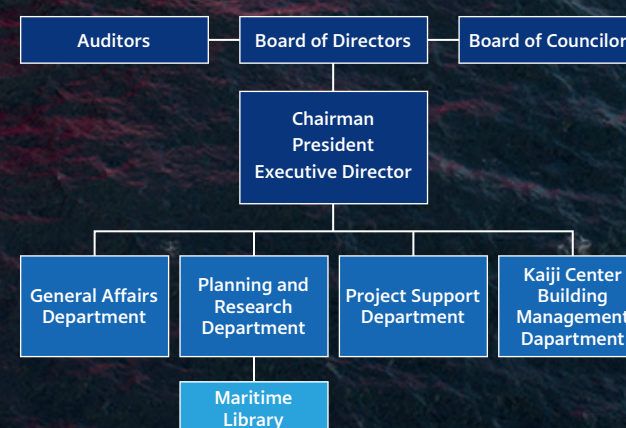 Auditors
Board of Directors
Board of Councilor
Chairman
President
Executive Director
General Affairs
Department
Planning and
Research
Department
Project Support
Department
Kaiji Center
Building
Management
Dapartment
Maritime
Library